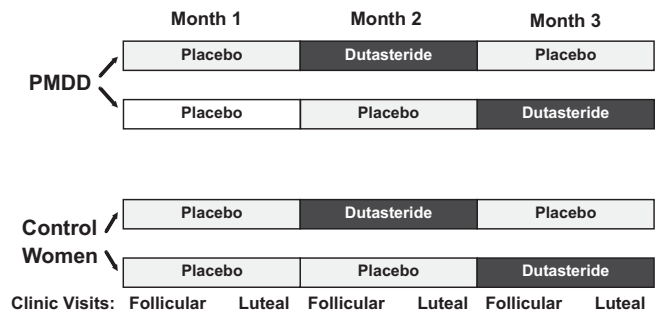 Month 1 Month 2 Month 3
Placebo Dutasteride Placebo
PMDD
Placebo Placebo Dutasteride
Placebo Dutasteride Placebo
Control
Women
Placebo Placebo Dutasteride
Clinic Visits: Follicular Luteal Follicular Luteal Follicular Luteal